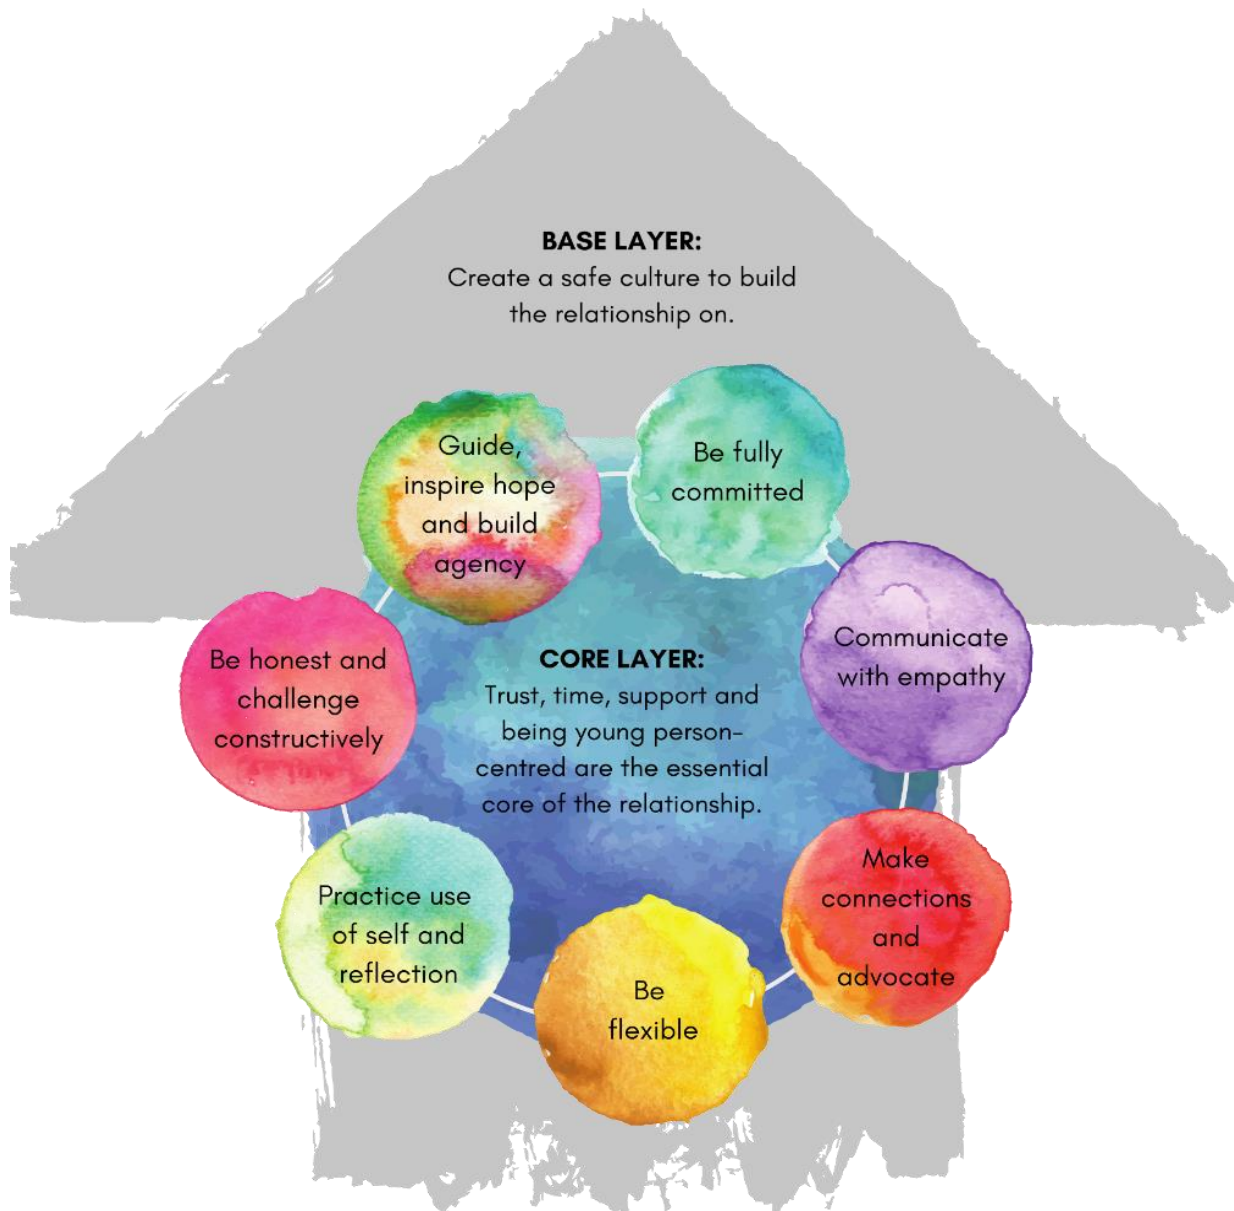 BASE LAYER:
Create a safe culture to build
the relationship on.
Guide,
inspire hope
and build
agency
Be fully
committed
Communicate
with empathy
Be honest and
challenge
constructively
CORE LAYER:
Trust, time, support and
being young person-
centred are the essential
core of the relationship.
Make
connections
and
advocate
Practice use
of self and
reflection
Be
flexible